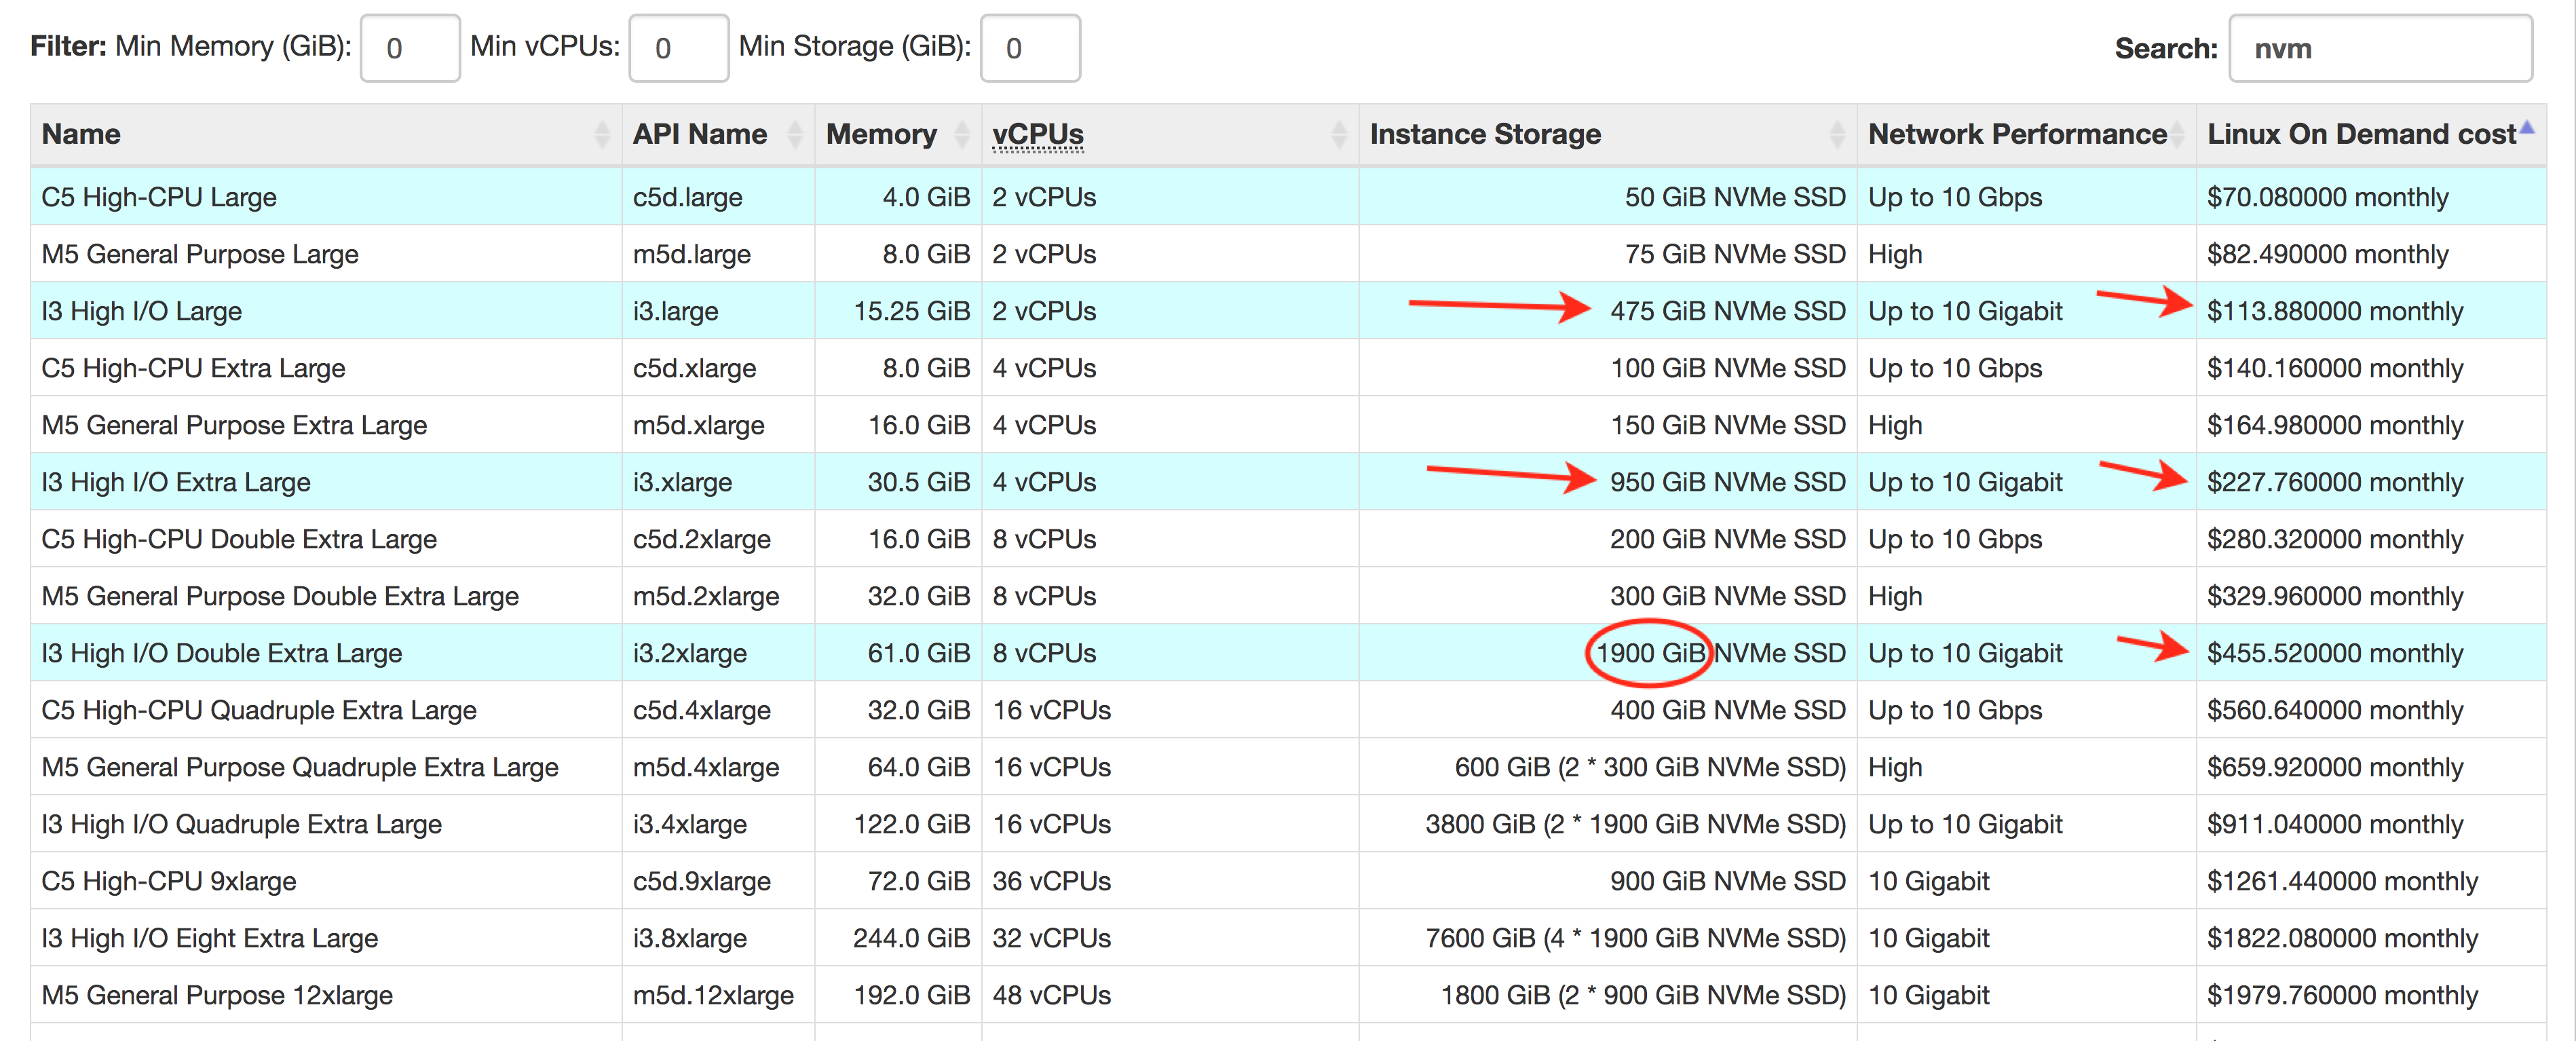 Filter: Min Memory (GiB): 0 Min vCPUs: 0 Min Storage (GiB): 0 Search: nvm
Name API Name Memory vCPUs Instance Storage Network Performance Linux On Demand cost
C5 High-CPU Large c5d.large 4.0 GiB 2 vCPUs 50 GiB NVMe SSD Up to 10 Gbps $70.080000 monthly
M5 General Purpose Large m5d.large 8.0 GiB 2 vCPUs 75 GiB NVMe SSD High $82.490000 monthly
I3 High I/O Large i3.large 15.25 GiB 2 vCPUs 475 GiB NVMe SSD Up to 10 Gigabit $113.880000 monthly
C5 High-CPU Extra Large c5d.xlarge 8.0 GiB 4 vCPUs 100 GiB NVMe SSD Up to 10 Gbps $140.160000 monthly
M5 General Purpose Extra Large m5d.xlarge 16.0 GiB 4 vCPUs 150 GiB NVMe SSD High $164.980000 monthly
I3 High I/O Extra Large i3.xlarge 30.5 GiB 4 vCPUs 950 GiB NVMe SSD Up to 10 Gigabit $227.760000 monthly
C5 High-CPU Double Extra Large c5d.2xlarge 16.0 GiB 8 vCPUs 200 GiB NVMe SSD Up to 10 Gbps $280.320000 monthly
M5 General Purpose Double Extra Large m5d.2xlarge 32.0 GiB 8 vCPUs 300 GiB NVMe SSD High $329.960000 monthly
I3 High I/O Double Extra Large i3.2xlarge 61.0 GiB 8 vCPUs 1900 GiB NVMe SSD Up to 10 Gigabit $455.520000 monthly
C5 High-CPU Quadruple Extra Large c5d.4xlarge 32.0 GiB 16 vCPUs 400 GiB NVMe SSD Up to 10 Gbps $560.640000 monthly
M5 General Purpose Quadruple Extra Large m5d.4xlarge 64.0 GiB 16 vCPUs 600 GiB (2 * 300 GiB NVMe SSD) High $659.920000 monthly
I3 High I/O Quadruple Extra Large i3.4xlarge 122.0 GiB 16 vCPUs 3800 GiB (2 * 1900 GiB NVMe SSD) Up to 10 Gigabit $911.040000 monthly
C5 High-CPU 9xlarge c5d.9xlarge 72.0 GiB 36 vCPUs 900 GiB NVMe SSD 10 Gigabit $1261.440000 monthly
I3 High I/O Eight Extra Large i3.8xlarge 244.0 GiB 32 vCPUs 7600 GiB (4 * 1900 GiB NVMe SSD) 10 Gigabit $1822.080000 monthly
M5 General Purpose 12xlarge m5d.12xlarge 192.0 GiB 48 vCPUs 1800 GiB (2 * 900 GiB NVMe SSD) 10 Gigabit $1979.760000 monthly